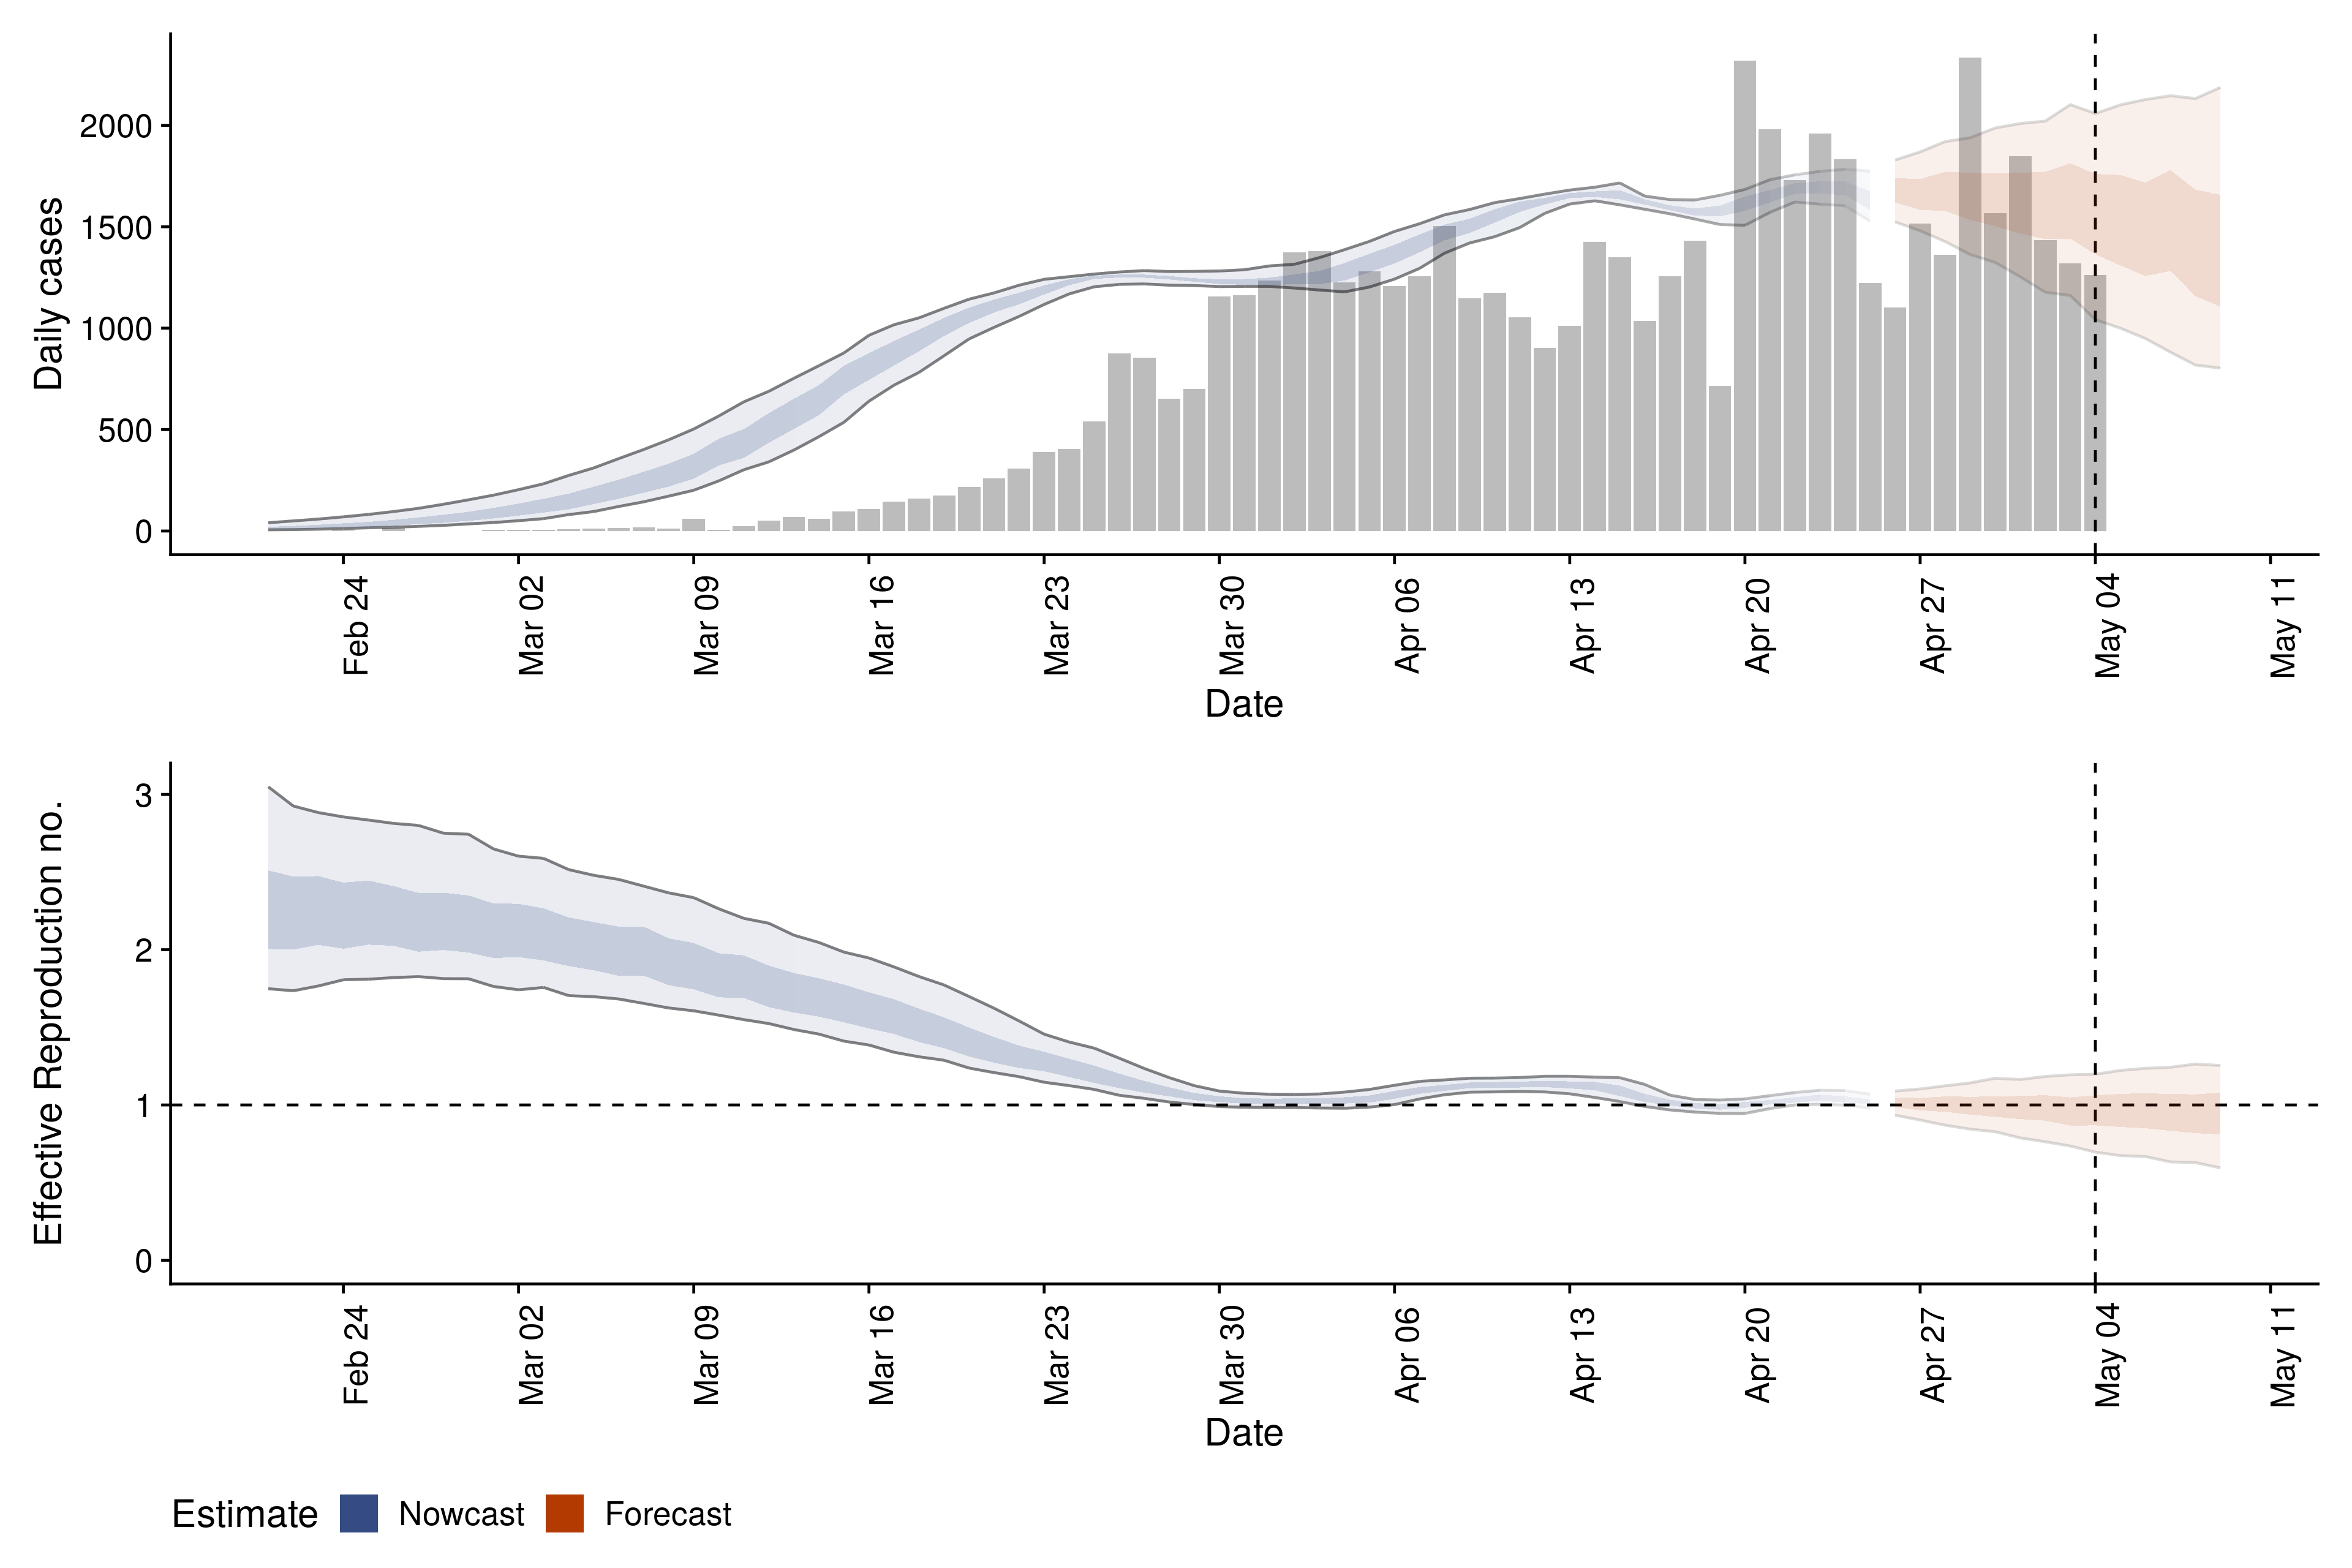 Daily cases
2000
1500
1000
500
0
Feb 24
Mar 02
Mar 09
Mar 16
Mar 23
Mar 30
Apr 06
Apr 13
Apr 20
Apr 27
May 04
May 11
Date
Effective Reproduction no.
3
2
1
0
Feb 24
Mar 02
Mar 09
Mar 16
Mar 23
Mar 30
Apr 06
Apr 13
Apr 20
Apr 27
May 04
May 11
Date
Estimate Nowcast Forecast